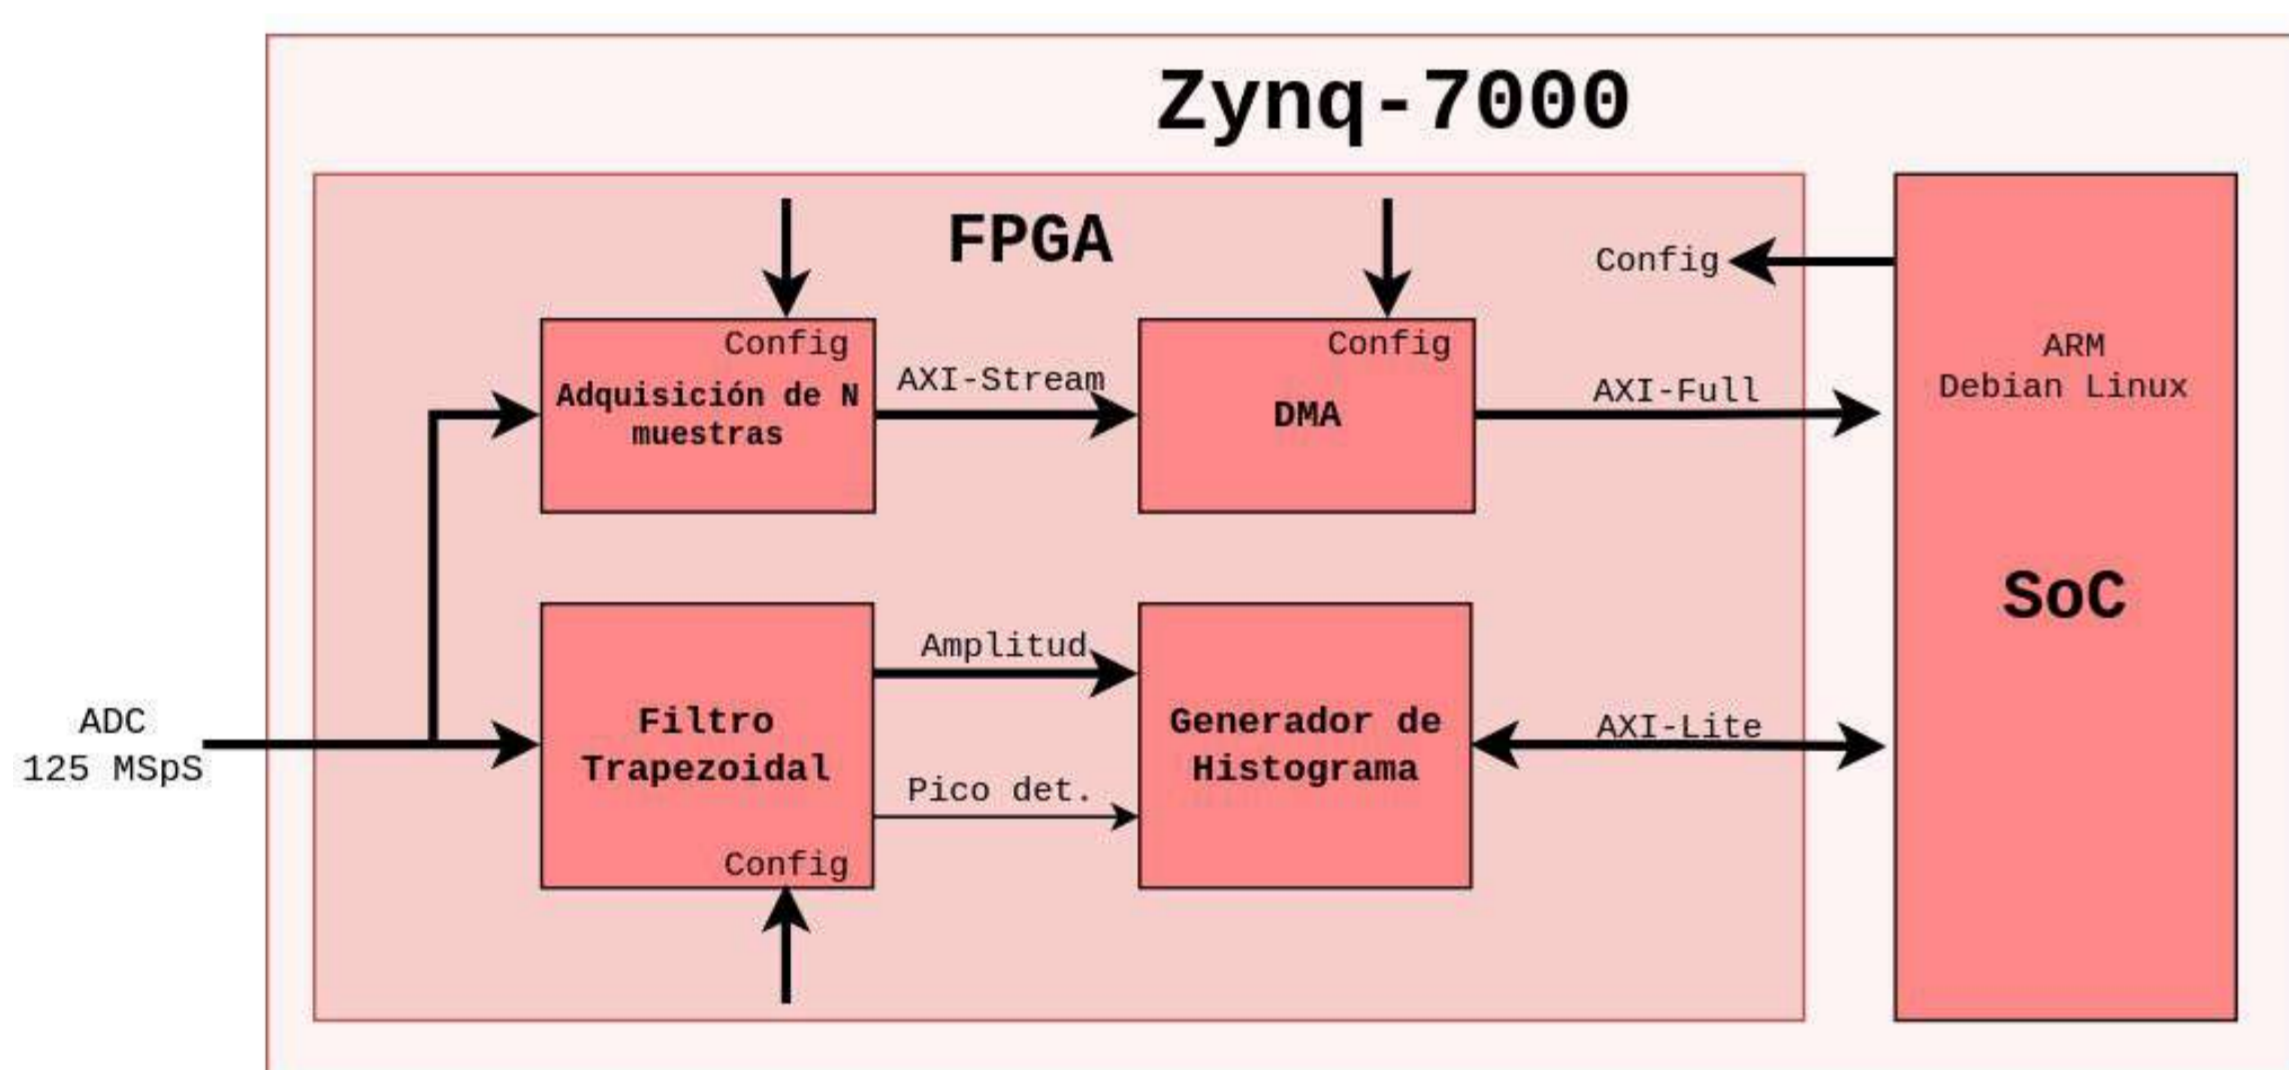 Zynq-7000
FPGA
Config
Config
Adquisición de N
muestras
AXI-Stream
Config
DMA
AXI-Full
ARM
Debian Linux
SoC
ADC
125 MSpS
Filtro
Trapezoidal
Config
Amplitud
Pico det.
Generador de
Histograma
AXI-Lite